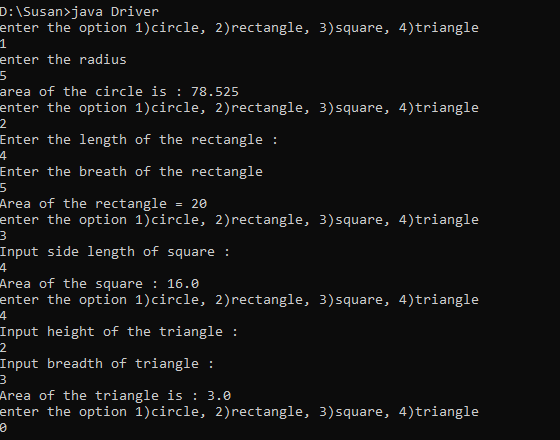 D:\Susan>java Driver
enter the option 1)circle, 2)rectangle, 3)square, 4)triangle
1
enter the radius
5
area of the circle is : 78.525
enter the option 1)circle, 2)rectangle, 3)square, 4)triangle
2
Enter the length of the rectangle :
4
Enter the breath of the rectangle
5
Area of the rectangle = 20
enter the option 1)circle, 2)rectangle, 3)square, 4)triangle
3
Input side length of square :
4
Area of the square : 16.0
enter the option 1)circle, 2)rectangle, 3)square, 4)triangle
4
Input height of the triangle :
2
Input breadth of triangle :
3
Area of the triangle is : 3.0
enter the option 1)circle, 2)rectangle, 3)square, 4)triangle
0